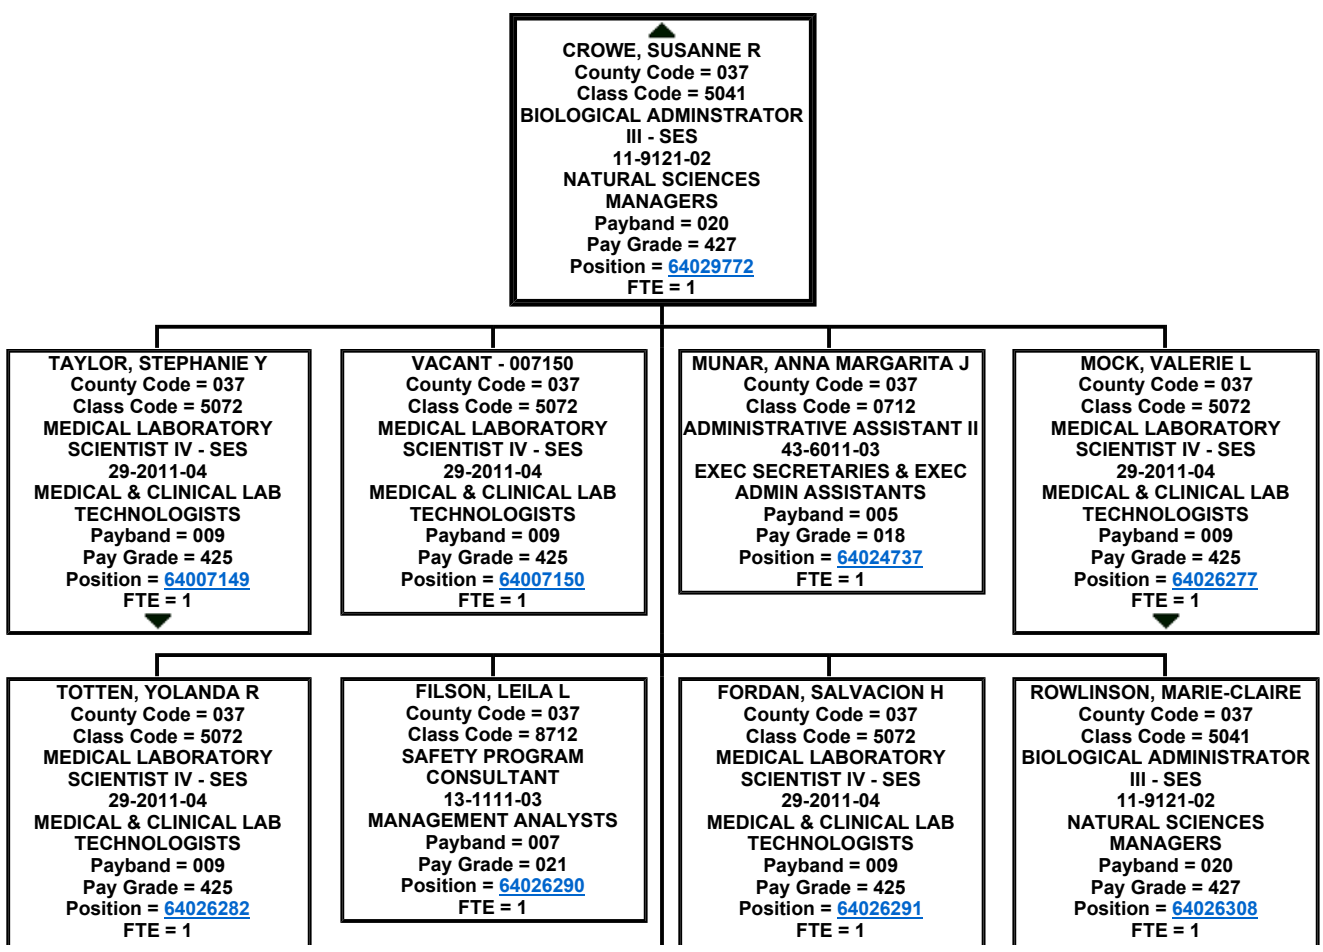 CROWE, SUSANNE R
County Code = 037
Class Code = 5041
BIOLOGICAL ADMINSTRATOR
III - SES
11-9121-02
NATURAL SCIENCES
MANAGERS
Payband = 020
Pay Grade = 427
Position = 64029772
FTE = 1
TAYLOR, STEPHANIE Y
County Code = 037
Class Code = 5072
MEDICAL LABORATORY
SCIENTIST IV - SES
29-2011-04
MEDICAL & CLINICAL LAB
TECHNOLOGISTS
Payband = 009
Pay Grade = 425
Position = 64007149
FTE = 1
VACANT - 007150
County Code = 037
Class Code = 5072
MEDICAL LABORATORY
SCIENTIST IV - SES
29-2011-04
MEDICAL & CLINICAL LAB
TECHNOLOGISTS
Payband = 009
Pay Grade = 425
Position = 64007150
FTE = 1
MUNAR, ANNA MARGARITA J
County Code = 037
Class Code = 0712
ADMINISTRATIVE ASSISTANT II
43-6011-03
EXEC SECRETARIES & EXEC
ADMIN ASSISTANTS
Payband = 005
Pay Grade = 018
Position = 64024737
FTE = 1
MOCK, VALERIE L
County Code = 037
Class Code = 5072
MEDICAL LABORATORY
SCIENTIST IV - SES
29-2011-04
MEDICAL & CLINICAL LAB
TECHNOLOGISTS
Payband = 009
Pay Grade = 425
Position = 64026277
FTE = 1
TOTTEN, YOLANDA R
County Code = 037
Class Code = 5072
MEDICAL LABORATORY
SCIENTIST IV - SES
29-2011-04
MEDICAL & CLINICAL LAB
TECHNOLOGISTS
Payband = 009
Pay Grade = 425
Position = 64026282
FTE = 1
FILSON, LEILA L
County Code = 037
Class Code = 8712
SAFETY PROGRAM
CONSULTANT
13-1111-03
MANAGEMENT ANALYSTS
Payband = 007
Pay Grade = 021
Position = 64026290
FTE = 1
FORDAN, SALVACION H
County Code = 037
Class Code = 5072
MEDICAL LABORATORY
SCIENTIST IV - SES
29-2011-04
MEDICAL & CLINICAL LAB
TECHNOLOGISTS
Payband = 009
Pay Grade = 425
Position = 64026291
FTE = 1
ROWLINSON, MARIE-CLAIRE
County Code = 037
Class Code = 5041
BIOLOGICAL ADMINISTRATOR
III - SES
11-9121-02
NATURAL SCIENCES
MANAGERS
Payband = 020
Pay Grade = 427
Position = 64026308
FTE = 1